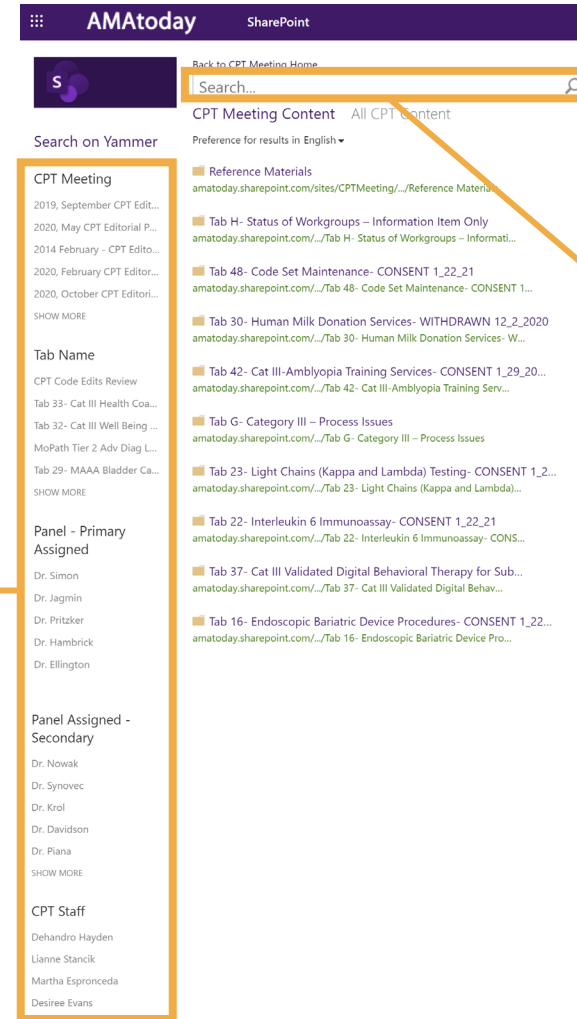 AMAtoday
SharePoint
S
Back to CPT Meeting Home
Search...
CPT Meeting Content All CPT Content
Preference for results in English
Reference Materials
amatoday.sharepoint.com/sites/CPTMeeting/.../Reference Materials
Tab H- Status of Workgroups – Information Item Only
amatoday.sharepoint.com/.../Tab H- Status of Workgroups – Informati...
Tab 48- Code Set Maintenance- CONSENT 1_22_21
amatoday.sharepoint.com/.../Tab 48- Code Set Maintenance- CONSENT 1...
Tab 30- Human Milk Donation Services- WITHDRAWN 12_2_2020
amatoday.sharepoint.com/.../Tab 30- Human Milk Donation Services- W...
Tab 42- Cat III-Amblyopia Training Services- CONSENT 1_29_20...
amatoday.sharepoint.com/.../Tab 42- Cat III-Amblyopia Training Serv...
Tab G- Category III – Process Issues
amatoday.sharepoint.com/.../Tab G- Category III – Process Issues
Tab 23- Light Chains (Kappa and Lambda) Testing- CONSENT 1_2...
amatoday.sharepoint.com/.../Tab 23- Light Chains (Kappa and Lambda)...
Tab 22- Interleukin 6 Immunoassay- CONSENT 1_22_21
amatoday.sharepoint.com/.../Tab 22- Interleukin 6 Immunoassay- CONS...
Tab 37- Cat III Validated Digital Behavioral Therapy for Sub...
amatoday.sharepoint.com/.../Tab 37- Cat III Validated Digital Behav...
Tab 16- Endoscopic Bariatric Device Procedures- CONSENT 1_22...
amatoday.sharepoint.com/.../Tab 16- Endoscopic Bariatric Device Pro...
Search on Yammer
CPT Meeting
2019, September CPT Edit...
2020, May CPT Editorial P...
2014 February - CPT Edito...
2020, February CPT Editor...
2020, October CPT Editori...
SHOW MORE
Tab Name
CPT Code Edits Review
Tab 33- Cat III Health Coa...
Tab 32- Cat III Well Being ...
MoPath Tier 2 Adv Diag L...
Tab 29- MAAA Bladder Ca...
SHOW MORE
Panel - Primary
Assigned
Dr. Simon
Dr. Jagmin
Dr. Pritzker
Dr. Hambrick
Dr. Ellington
Panel Assigned -
Secondary
Dr. Nowak
Dr. Synovec
Dr. Krol
Dr. Davidson
Dr. Piana
SHOW MORE
CPT Staff
Dehandro Hayden
Lianne Stancik
Martha Espronceda
Desiree Evans